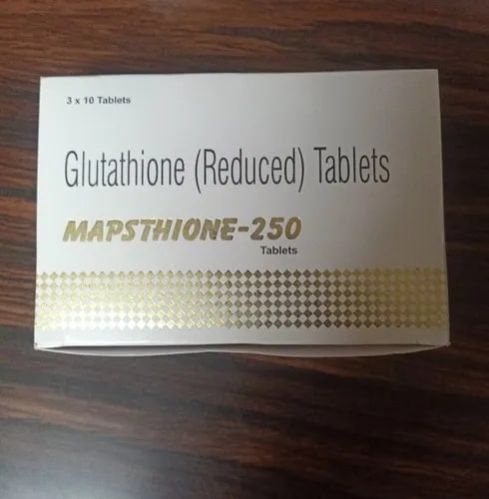 3 x 10 Tablets
Glutathione (Reduced) Tablets
MAPSTHIONE-250
Tablets